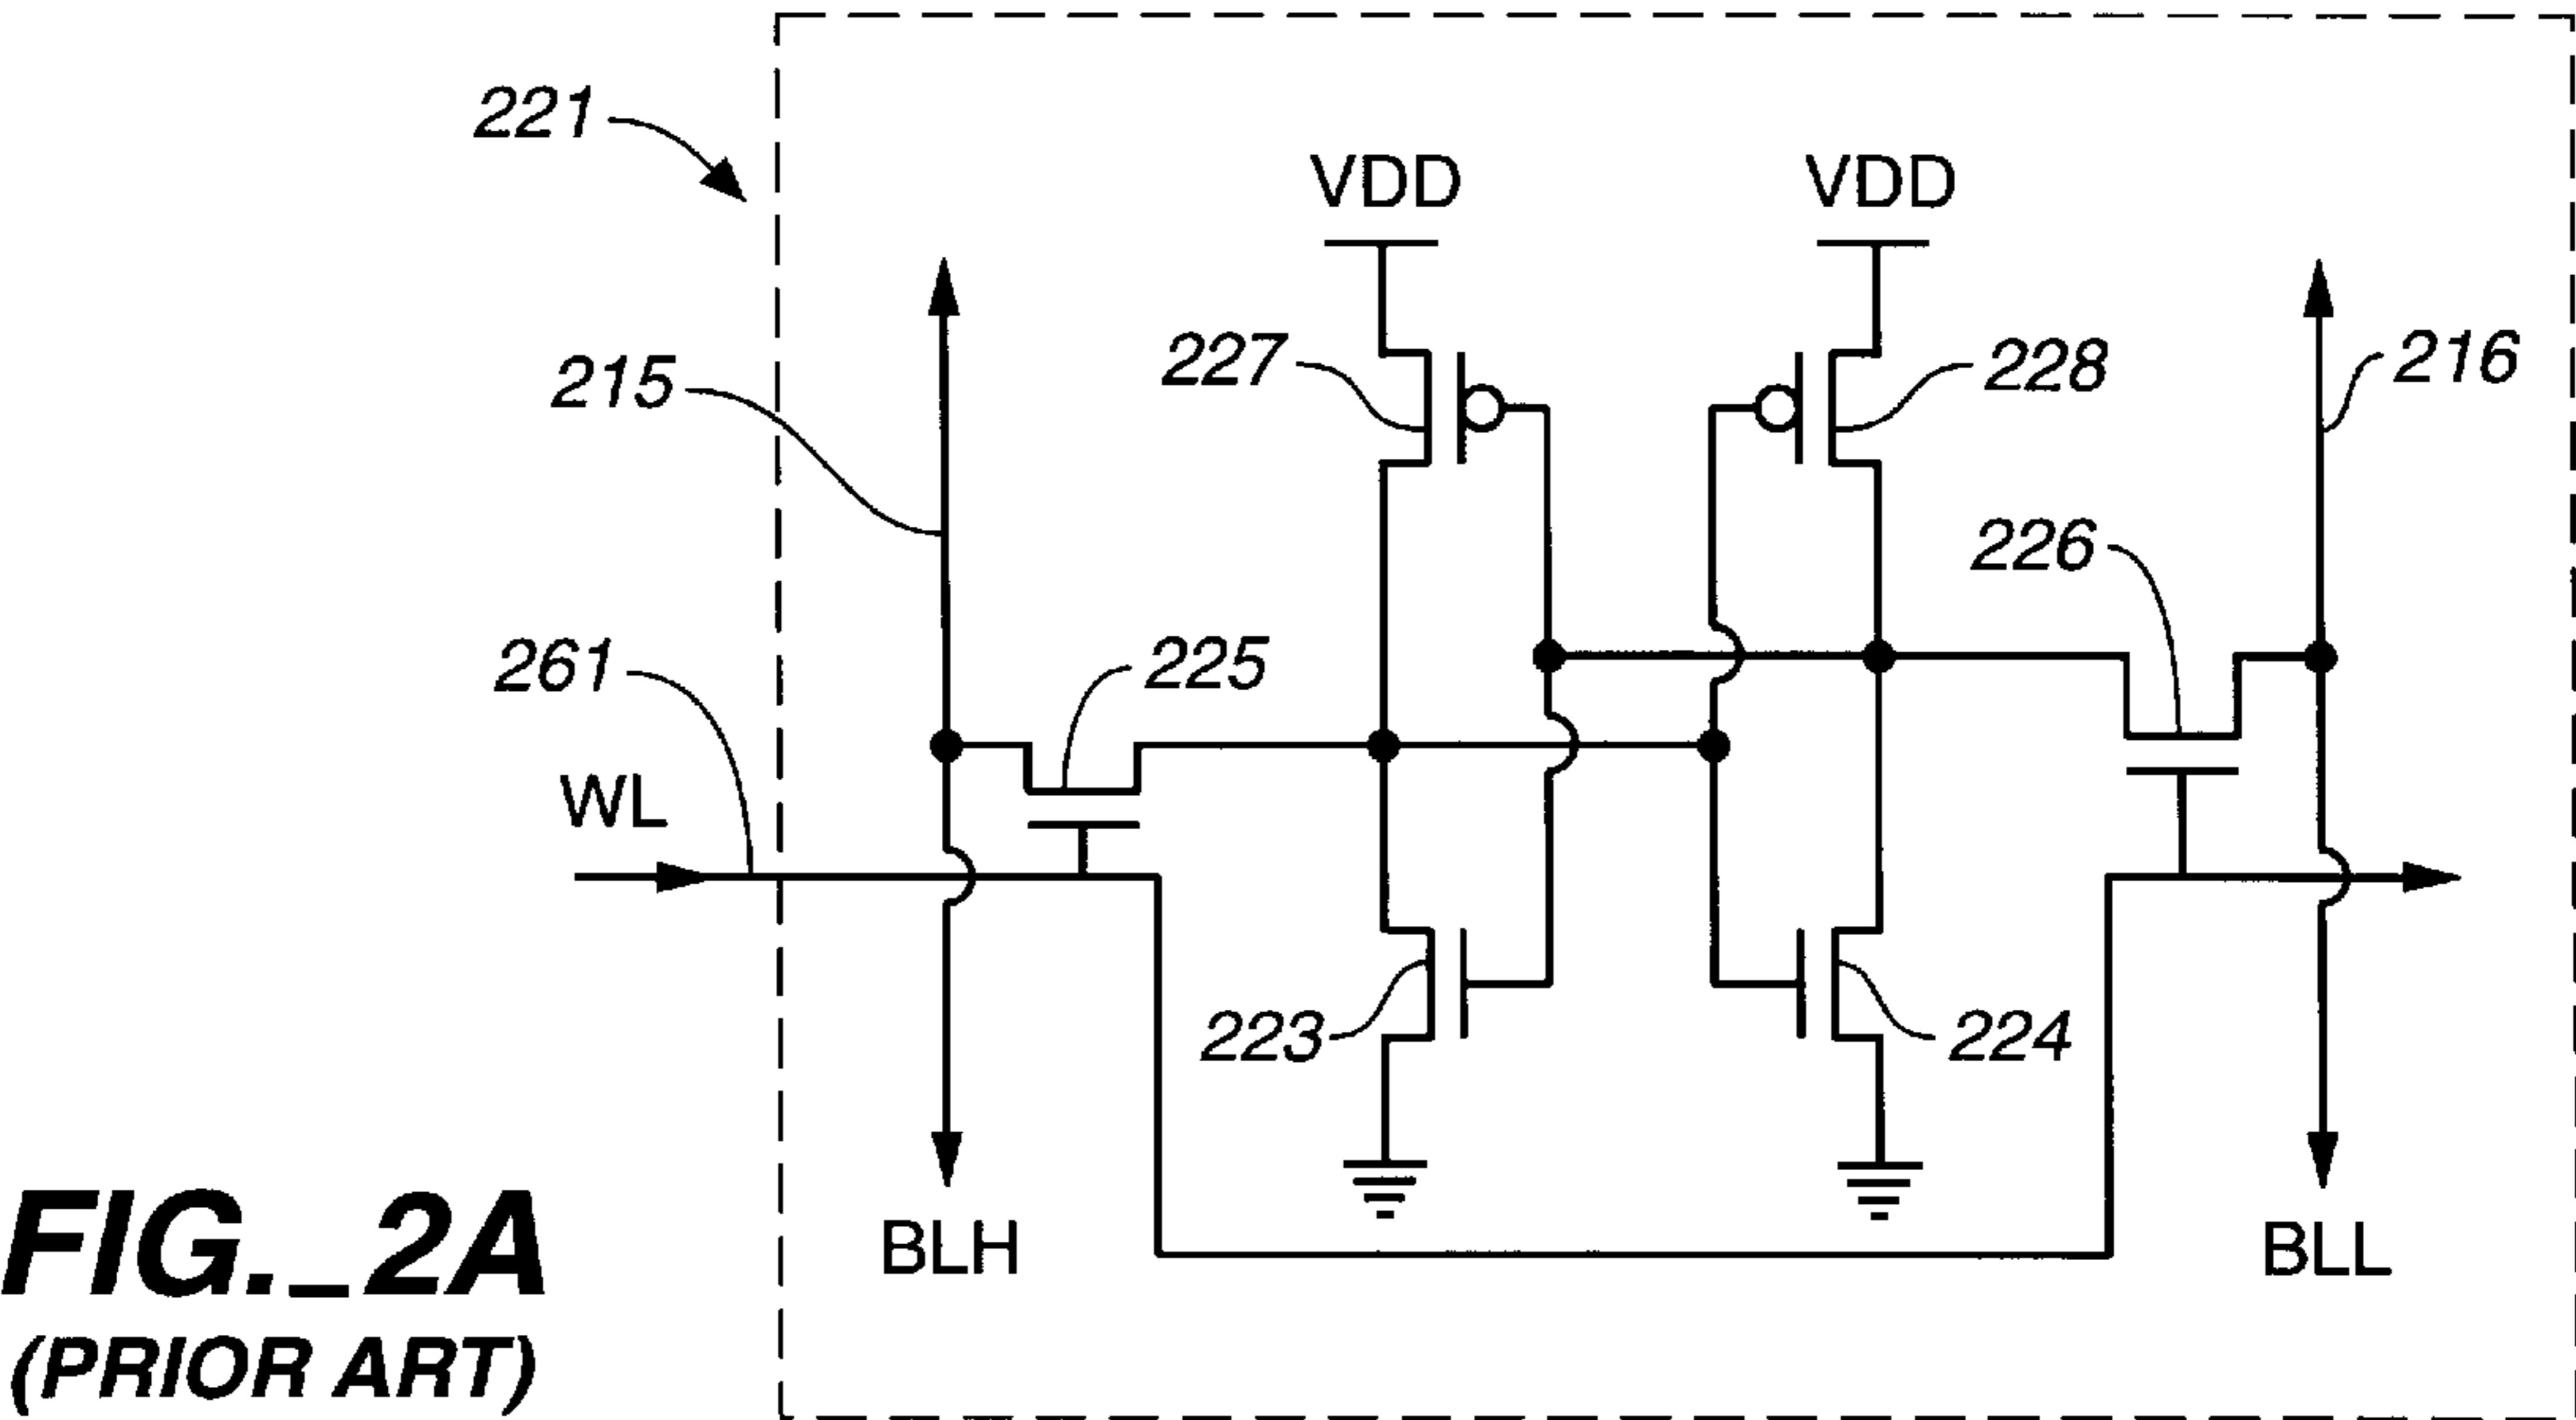 221
VDD
VDD
227
228
216
215
226
261
225
WL
223
224
BLH
BLL
FIG._2A
(PRIOR ART)